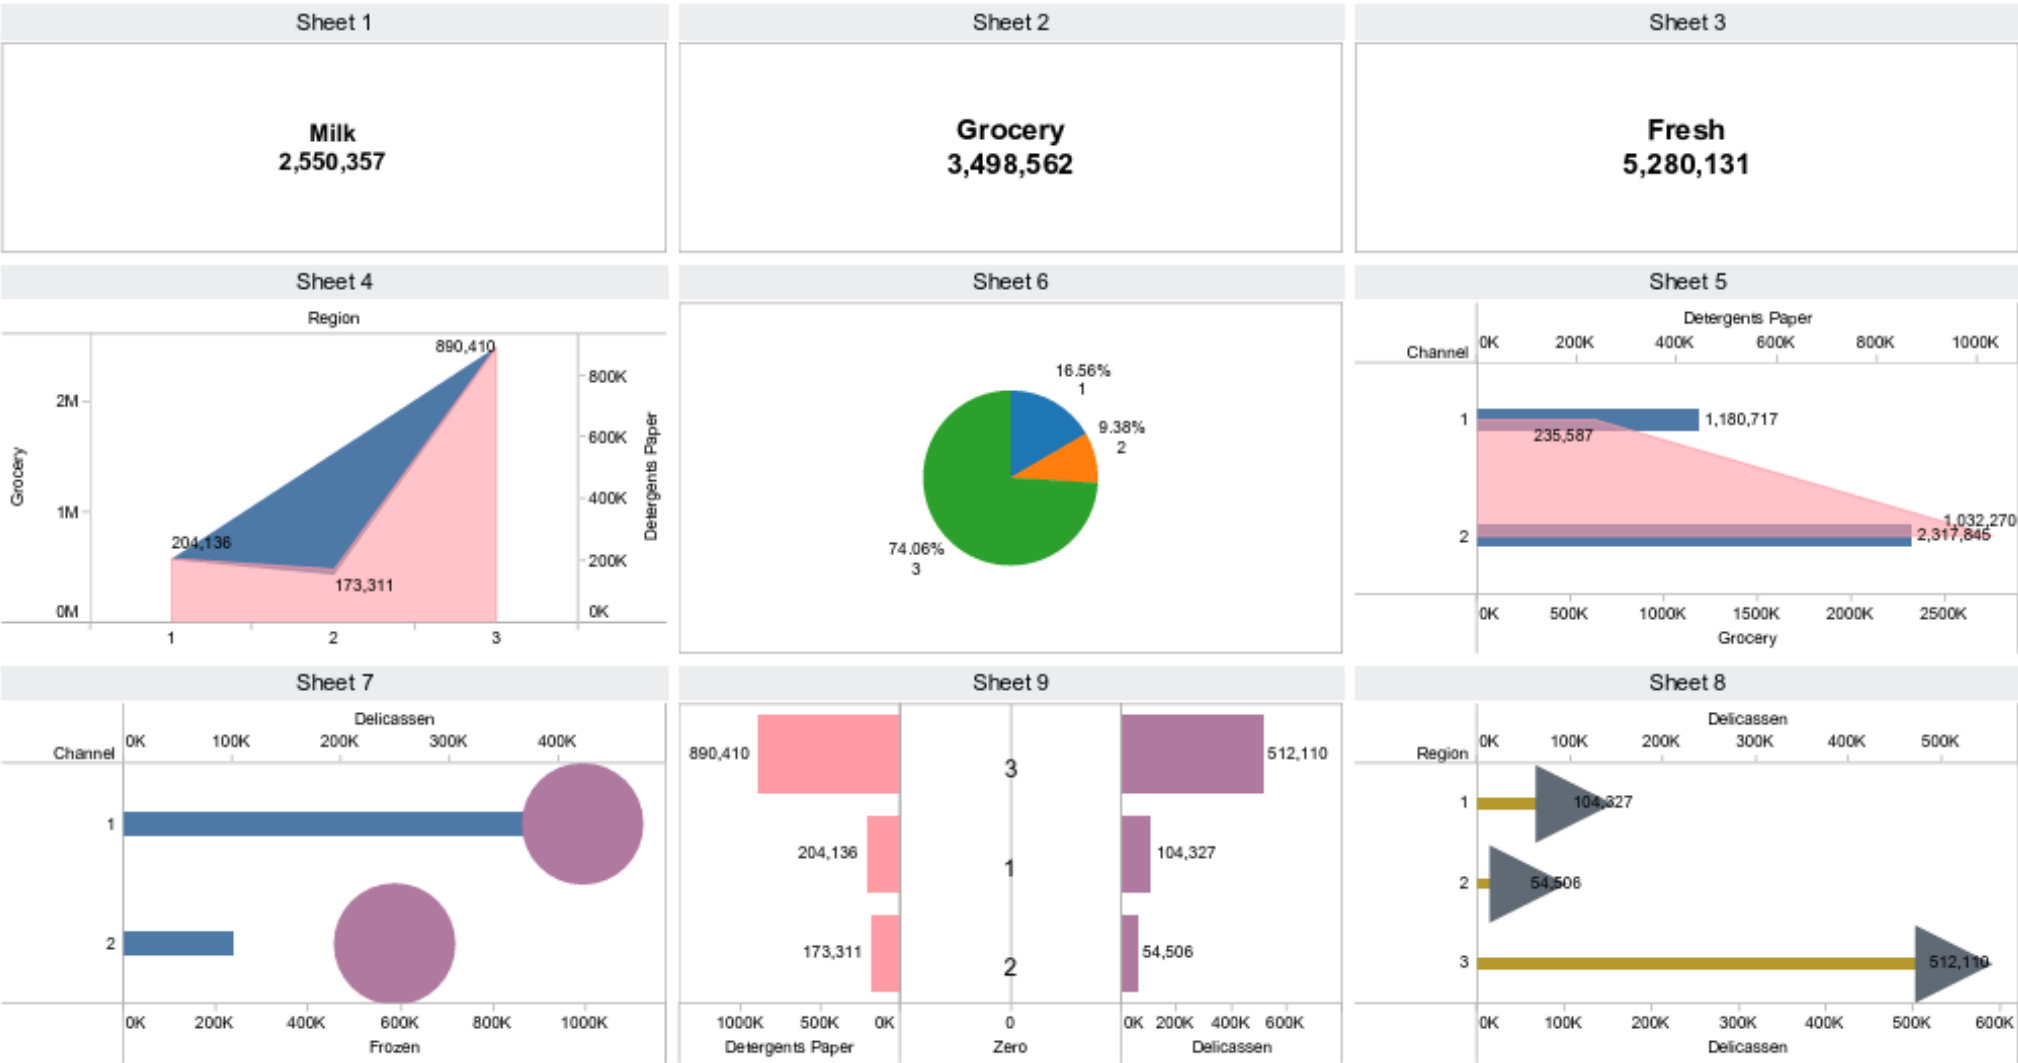 Sheet 1
Milk
2,550,357
Sheet 2
Grocery
3,498,562
Sheet 3
Fresh
5,280,131
Sheet 4
Region
890,410
2M
800K
600K
Grocery
Detergents Paper
1M
400K
204,136
200K
173,311
0M
0K
1 2 3
Sheet 6
16.56%
1
9.38%
2
74.06%
3
Sheet 5
Detergents Paper
Channel 0K 200K 400K 600K 800K 1000K
1 1,180,717
235,587
1,032,270
2 2,317,845
0K 500K 1000K 1500K 2000K 2500K
Grocery
Sheet 7
Delicassen
Channel 0K 100K 200K 300K 400K
1
2
0K 200K 400K 600K 800K 1000K
Frozen
Sheet 9
890,410 3 512,110
204,136 1 104,327
173,311 2 54,506
1000K 500K 0K 0 0K 200K 400K 600K
Detergents Paper Zero Delicassen
Sheet 8
Delicassen
Region 0K 100K 200K 300K 400K 500K
1 104,327
2 54,506
3 512,110
0K 100K 200K 300K 400K 500K 600K
Delicassen